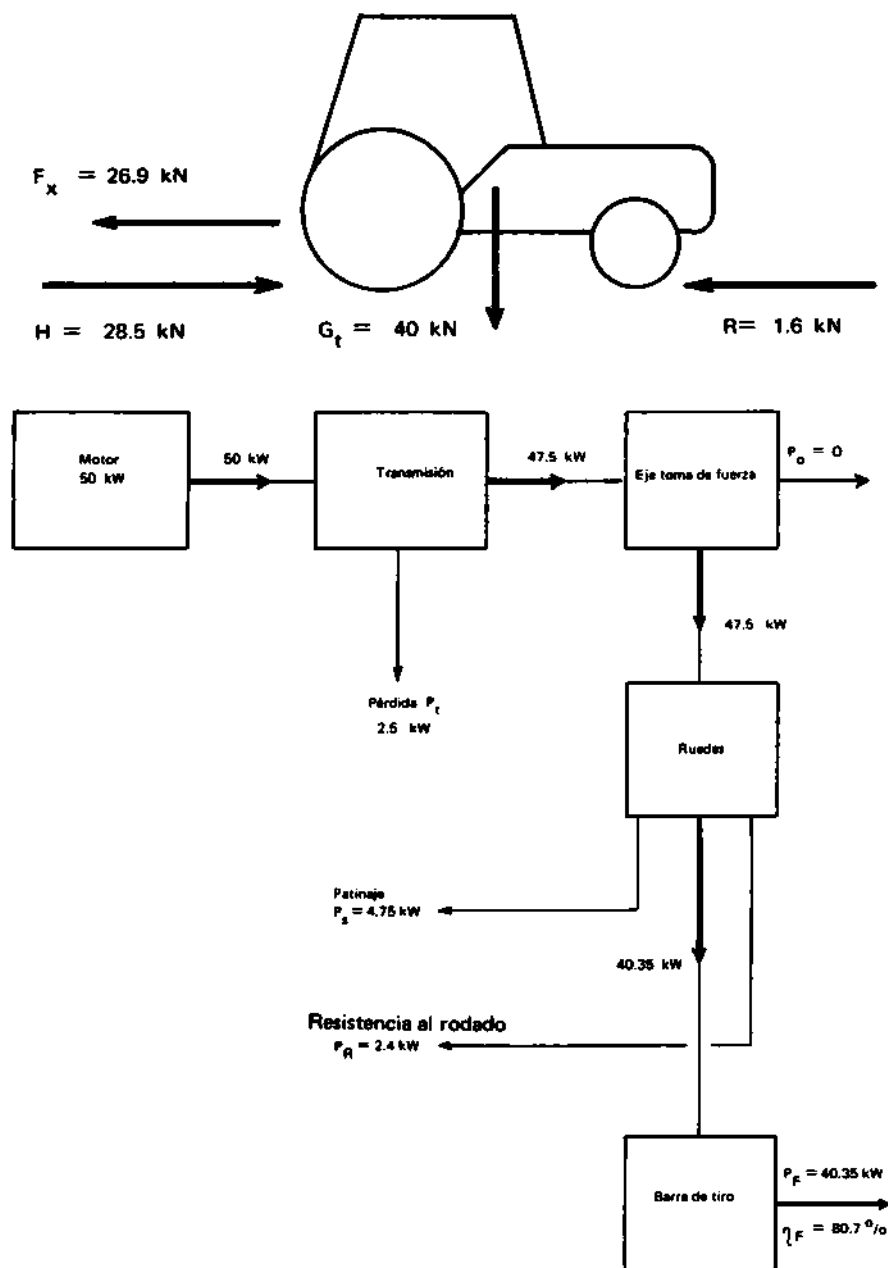 F_x = 26.9 kN
H = 28.5 kN
G_t = 40 kN
R= 1.6 kN
Motor
50 kW
50 kW
Transmisión
47.5 kW
Eje toma de fuerza
P_o = 0
47.5 kW
Pérdida P_t
2.5 kW
Ruedas
Patinaje
P_s = 4.75 kW
40.35 kW
Resistencia al rodado
P_R = 2.4 kW
Barra de tiro
P_F = 40.35 kW
η_F = 80.7 º/o